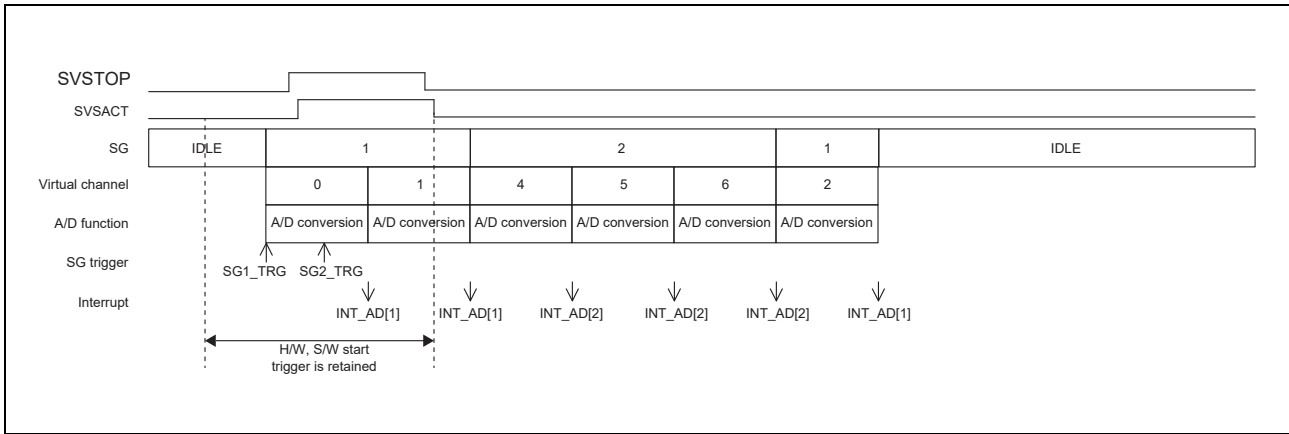 SVSTOP
SVSACT
SG IDLE 1 2 1 IDLE
Virtual channel 0 1 4 5 6 2
A/D function A/D conversion A/D conversion A/D conversion A/D conversion A/D conversion A/D conversion
SG trigger
SG1_TRG SG2_TRG
Interrupt
INT_AD[1] INT_AD[1] INT_AD[2] INT_AD[2] INT_AD[2] INT_AD[1]
H/W, S/W start
trigger is retained